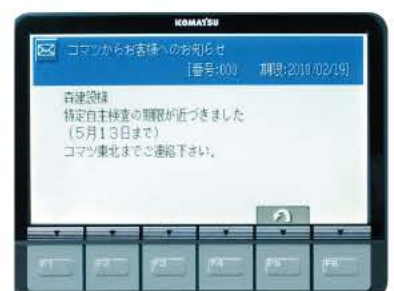 KOMATSU
コマツからお客様へのお知らせ
[番号:000 期限:2010/02/19]
森建設様
特定自主検査の期限が近づきました
(5月13日まで)
コマツ東北までご連絡下さい。
F1 F2 F3 F4 F5 F6